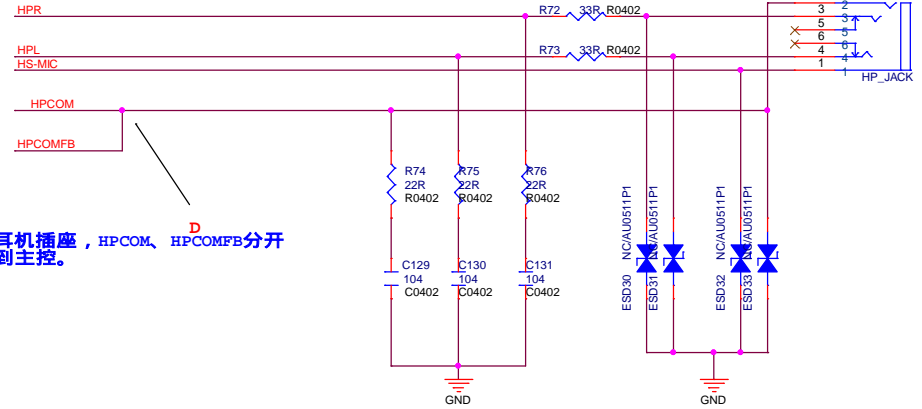 HPR
R72 33R R0402
2
3 3
5 5
6 6
HPL
R73 33R R0402
4 4
HS-MIC
1 1
HP_JACK
HPCOM
HPCOMFB
R74
22R
R0402
R75
22R
R0402
R76
22R
R0402
D
耳机插座，HPCOM、HPCOMFB分开
到主控。
C129
104
C0402
C130
104
C0402
C131
104
C0402
ESD30 NC/AU0511P1
ESD31 NC/AU0511P1
ESD32 NC/AU0511P1
ESD33 NC/AU0511P1
GND
GND